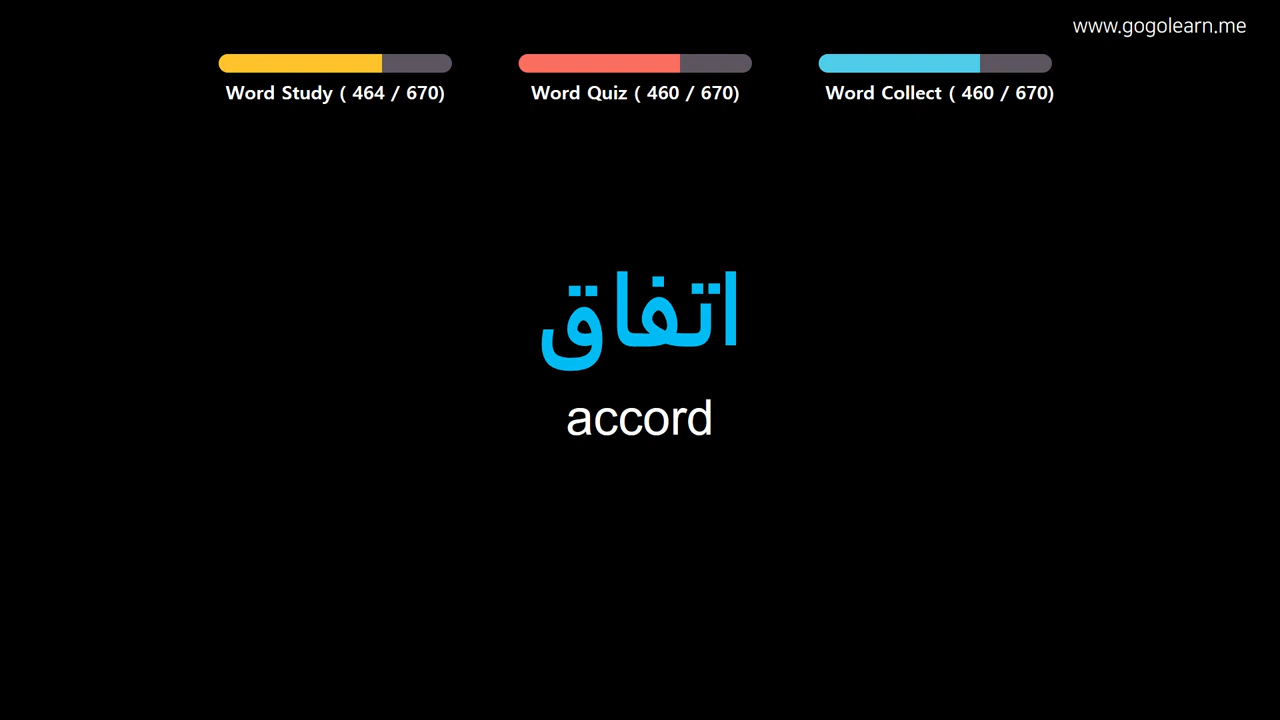 www.gogolearn.me
Word Study ( 464 / 670)
Word Quiz ( 460 / 670)
Word Collect ( 460 / 670)
اتفاق
accord